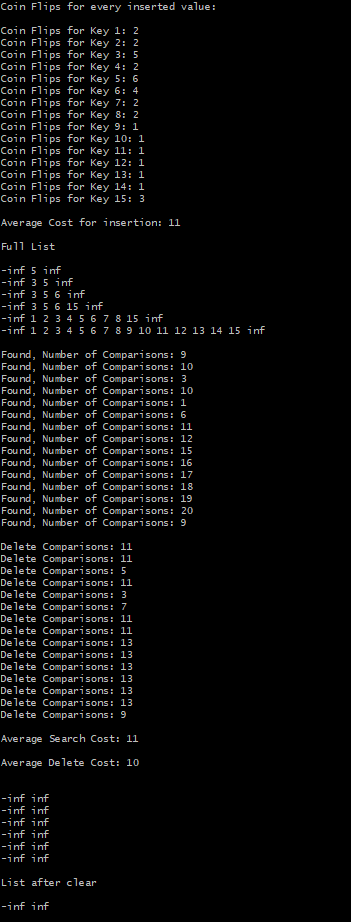 Coin Flips for every inserted value:
Coin Flips for Key 1: 2
Coin Flips for Key 2: 2
Coin Flips for Key 3: 5
Coin Flips for Key 4: 2
Coin Flips for Key 5: 6
Coin Flips for Key 6: 4
Coin Flips for Key 7: 2
Coin Flips for Key 8: 2
Coin Flips for Key 9: 1
Coin Flips for Key 10: 1
Coin Flips for Key 11: 1
Coin Flips for Key 12: 1
Coin Flips for Key 13: 1
Coin Flips for Key 14: 1
Coin Flips for Key 15: 3
Average Cost for insertion: 11
Full List
-inf 5 inf
-inf 3 5 inf
-inf 3 5 6 inf
-inf 3 5 6 15 inf
-inf 1 2 3 4 5 6 7 8 15 inf
-inf 1 2 3 4 5 6 7 8 9 10 11 12 13 14 15 inf
Found, Number of Comparisons: 9
Found, Number of Comparisons: 10
Found, Number of Comparisons: 3
Found, Number of Comparisons: 10
Found, Number of Comparisons: 1
Found, Number of Comparisons: 6
Found, Number of Comparisons: 11
Found, Number of Comparisons: 12
Found, Number of Comparisons: 15
Found, Number of Comparisons: 16
Found, Number of Comparisons: 17
Found, Number of Comparisons: 18
Found, Number of Comparisons: 19
Found, Number of Comparisons: 20
Found, Number of Comparisons: 9
Delete Comparisons: 11
Delete Comparisons: 11
Delete Comparisons: 5
Delete Comparisons: 11
Delete Comparisons: 3
Delete Comparisons: 7
Delete Comparisons: 11
Delete Comparisons: 11
Delete Comparisons: 13
Delete Comparisons: 13
Delete Comparisons: 13
Delete Comparisons: 13
Delete Comparisons: 13
Delete Comparisons: 13
Delete Comparisons: 9
Average Search Cost: 11
Average Delete Cost: 10
-inf inf
-inf inf
-inf inf
-inf inf
-inf inf
-inf inf
List after clear
-inf inf